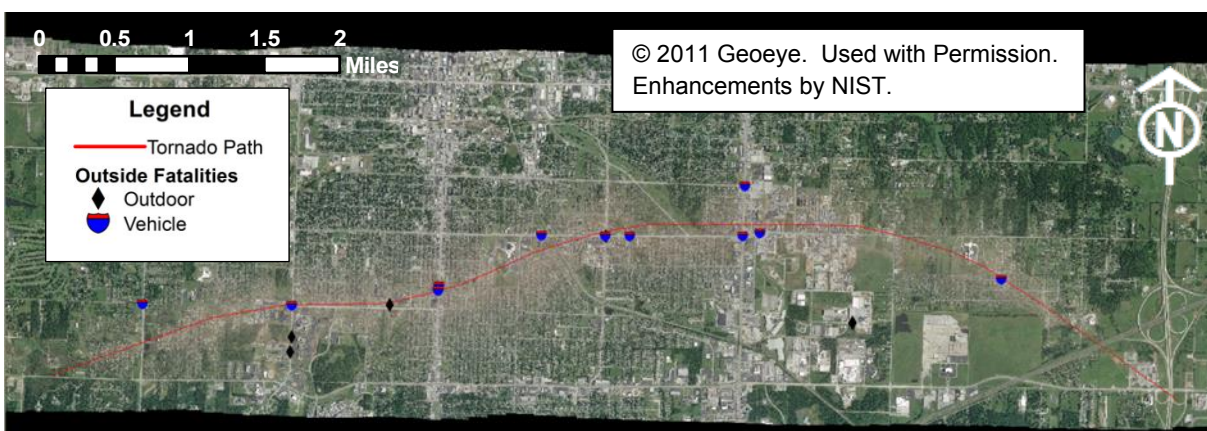 0 0.5 1 1.5 2
Miles
© 2011 Geoeye. Used with Permission.
Enhancements by NIST.
Legend
Tornado Path
Outside Fatalities
Outdoor
Vehicle
N